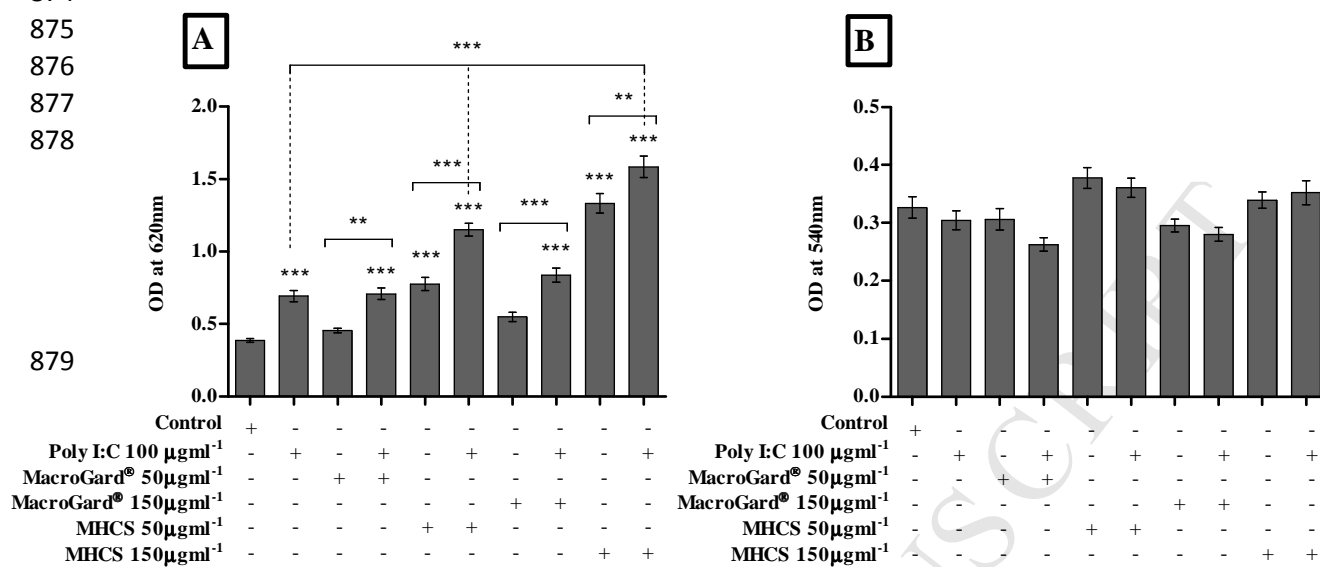 874
875
876
877
878
879
A
***
**
***
***
***
**
***
***
***
***
***
***
***
2.0
1.5
1.0
0.5
0.0
OD at 620nm
Control + - - - - - - - - -
Poly I:C 100 μgml-1 - + - + - + - + - +
MacroGard® 50μgml-1 - - + + - - - - - -
MacroGard® 150μgml-1 - - - - - - + + - -
MHCS 50μgml-1 - - - - + + - - - -
MHCS 150μgml-1 - - - - - - - - + +
B
0.5
0.4
0.3
0.2
0.1
0.0
OD at 540nm
Control + - - - - - - - - -
Poly I:C 100 μgml-1 - + - + - + - + - +
MacroGard® 50μgml-1 - - + + - - - - - -
MacroGard® 150μgml-1 - - - - - - + + - -
MHCS 50μgml-1 - - - - + + - - - -
MHCS 150μgml-1 - - - - - - - - + +